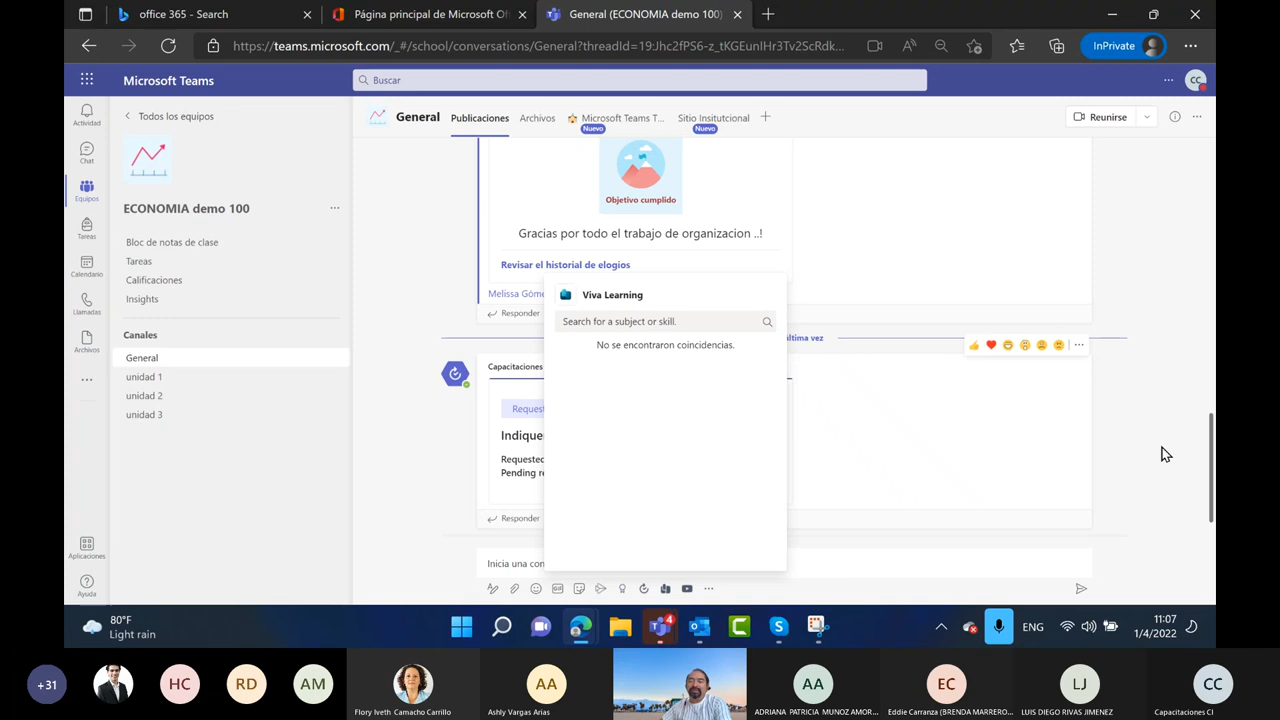 office 365 - Search
Página principal de Microsoft Of
General (ECONOMIA demo 100)
https://teams.microsoft.com/_#/school/conversations/General?threadId=19:Jhc2fPS6-z_tKGEunIHr3Tv2ScRdk...
InPrivate
Microsoft Teams
Buscar
CC
Actividad
Chat
Equipos
Tareas
Calendario
Llamadas
Archivos
Aplicaciones
Ayuda
Todos los equipos
ECONOMIA demo 100
Bloc de notas de clase
Tareas
Calificaciones
Insights
Canales
General
unidad 1
unidad 2
unidad 3
General
Publicaciones
Archivos
Microsoft Teams T...
Nuevo
Sitio Insitutcional
Nuevo
Reunirse
Objetivo cumplido
Gracias por todo el trabajo de organizacion ..!
Revisar el historial de elogios
Melissa Góme
Responder
última vez
Capacitaciones
Request
Indique
Requested
Pending re
Responder
Viva Learning
Search for a subject or skill.
No se encontraron coincidencias.
Inicia una con
GIF
80°F
Light rain
4
ENG
11:07
1/4/2022
+31
HC
RD
AM
Flory Iveth Camacho Carrillo
AA
Ashly Vargas Arias
AA
ADRIANA PATRICIA MUNOZ AMOR...
EC
Eddie Carranza (BRENDA MARRERO...
LJ
LUIS DIEGO RIVAS JIMENEZ
CC
Capacitaciones CI